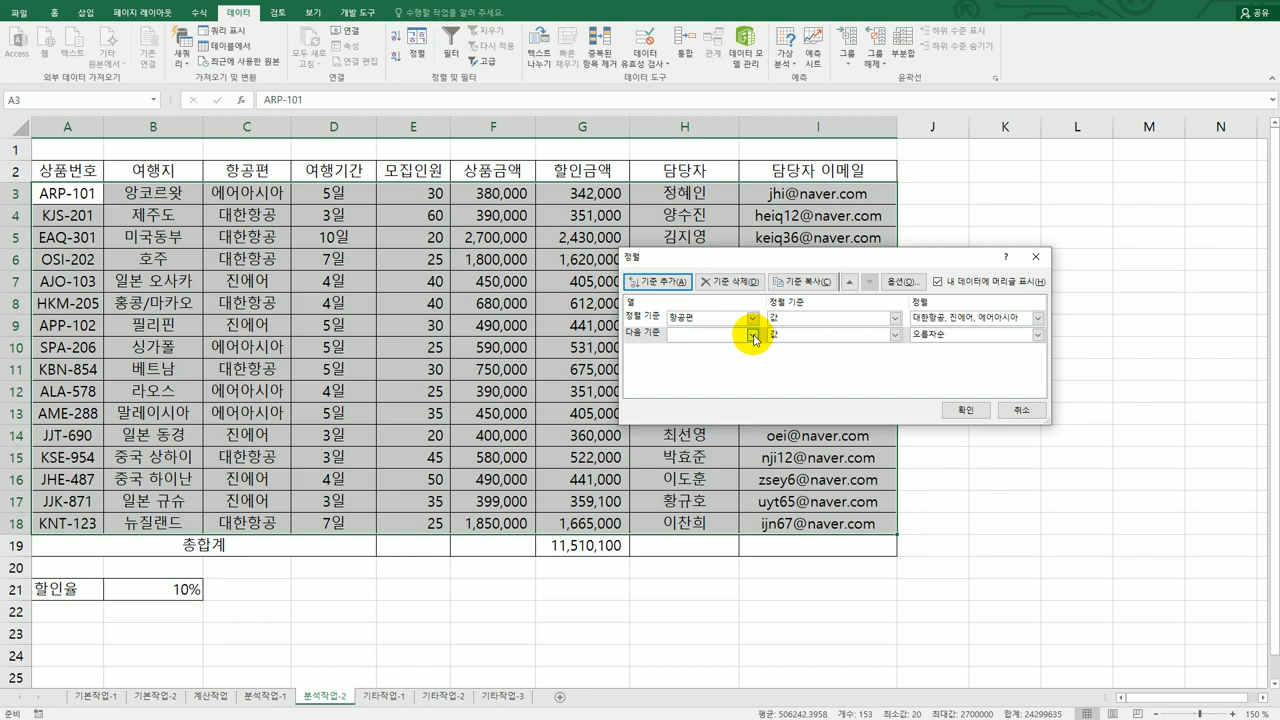 파일 홈 삽입 페이지 레이아웃 수식 데이터 검토 보기 개발 도구 수행할 작업을 알려 주세요. 공유
Access 웹 텍스트 기타 원본에서 기존 연결 새 쿼리 쿼리 표시 테이블에서 최근에 사용한 원본 모두 새로 고침 연결 속성 연결 편집 정렬 필터 지우기 다시 적용 고급 텍스트 나누기 빠른 채우기 중복된 항목 제거 데이터 유효성 검사 통합 관계 데이터 모델 관리 가상 분석 예측 시트 그룹 그룹 해제 부분합 하위 수준 표시 하위 수준 숨기기
외부 데이터 가져오기 가져오기 및 변환 연결 정렬 및 필터 데이터 도구 예측 윤곽선
A3 fx ARP-101
A B C D E F G H I J K L M N
1
2 상품번호 여행지 항공편 여행기간 모집인원 상품금액 할인금액 담당자 담당자 이메일
3 ARP-101 앙코르왓 에어아시아 5일 30 380,000 342,000 정혜인 jhi@naver.com
4 KJS-201 제주도 대한항공 3일 60 390,000 351,000 양수진 heiq12@naver.com
5 EAQ-301 미국동부 대한항공 10일 20 2,700,000 2,430,000 김지영 keiq36@naver.com
6 OSI-202 호주 대한항공 7일 25 1,800,000 1,620,000
7 AJO-103 일본 오사카 진에어 4일 40 450,000 405,000
8 HKM-205 홍콩/마카오 대한항공 4일 40 680,000 612,000
9 APP-102 필리핀 진에어 5일 30 490,000 441,000
10 SPA-206 싱가폴 대한항공 5일 25 590,000 531,000
11 KBN-854 베트남 대한항공 5일 30 750,000 675,000
12 ALA-578 라오스 에어아시아 4일 25 390,000 351,000
13 AME-288 말레이시아 에어아시아 5일 35 450,000 405,000
14 JJT-690 일본 동경 진에어 3일 20 400,000 360,000 최선영 oei@naver.com
15 KSE-954 중국 상하이 대한항공 3일 45 580,000 522,000 박효준 nji12@naver.com
16 JHE-487 중국 하이난 진에어 4일 50 490,000 441,000 이도훈 zsey6@naver.com
17 JJK-871 일본 규슈 진에어 3일 35 399,000 359,100 황규호 uyt65@naver.com
18 KNT-123 뉴질랜드 대한항공 7일 25 1,850,000 1,665,000 이찬희 ijn67@naver.com
19 총합계 11,510,100
20
21 할인율 10%
22
23
24
25
정렬 ? ×
기준 추가(A) 기준 삭제(D) 기준 복사(C) 옵션(O)... 내 데이터에 머리글 표시(H)
열 정렬 기준 정렬
정렬 기준 항공편 값 대한항공, 진에어, 에어아시아
다음 기준 값 오름차순
확인 취소
기본작업-1 기본작업-2 계산작업 분석작업-1 분석작업-2 기타작업-1 기타작업-2 기타작업-3
준비 평균: 506242.3958 개수: 153 최소값: 20 최대값: 2700000 합계: 24299635 150 %